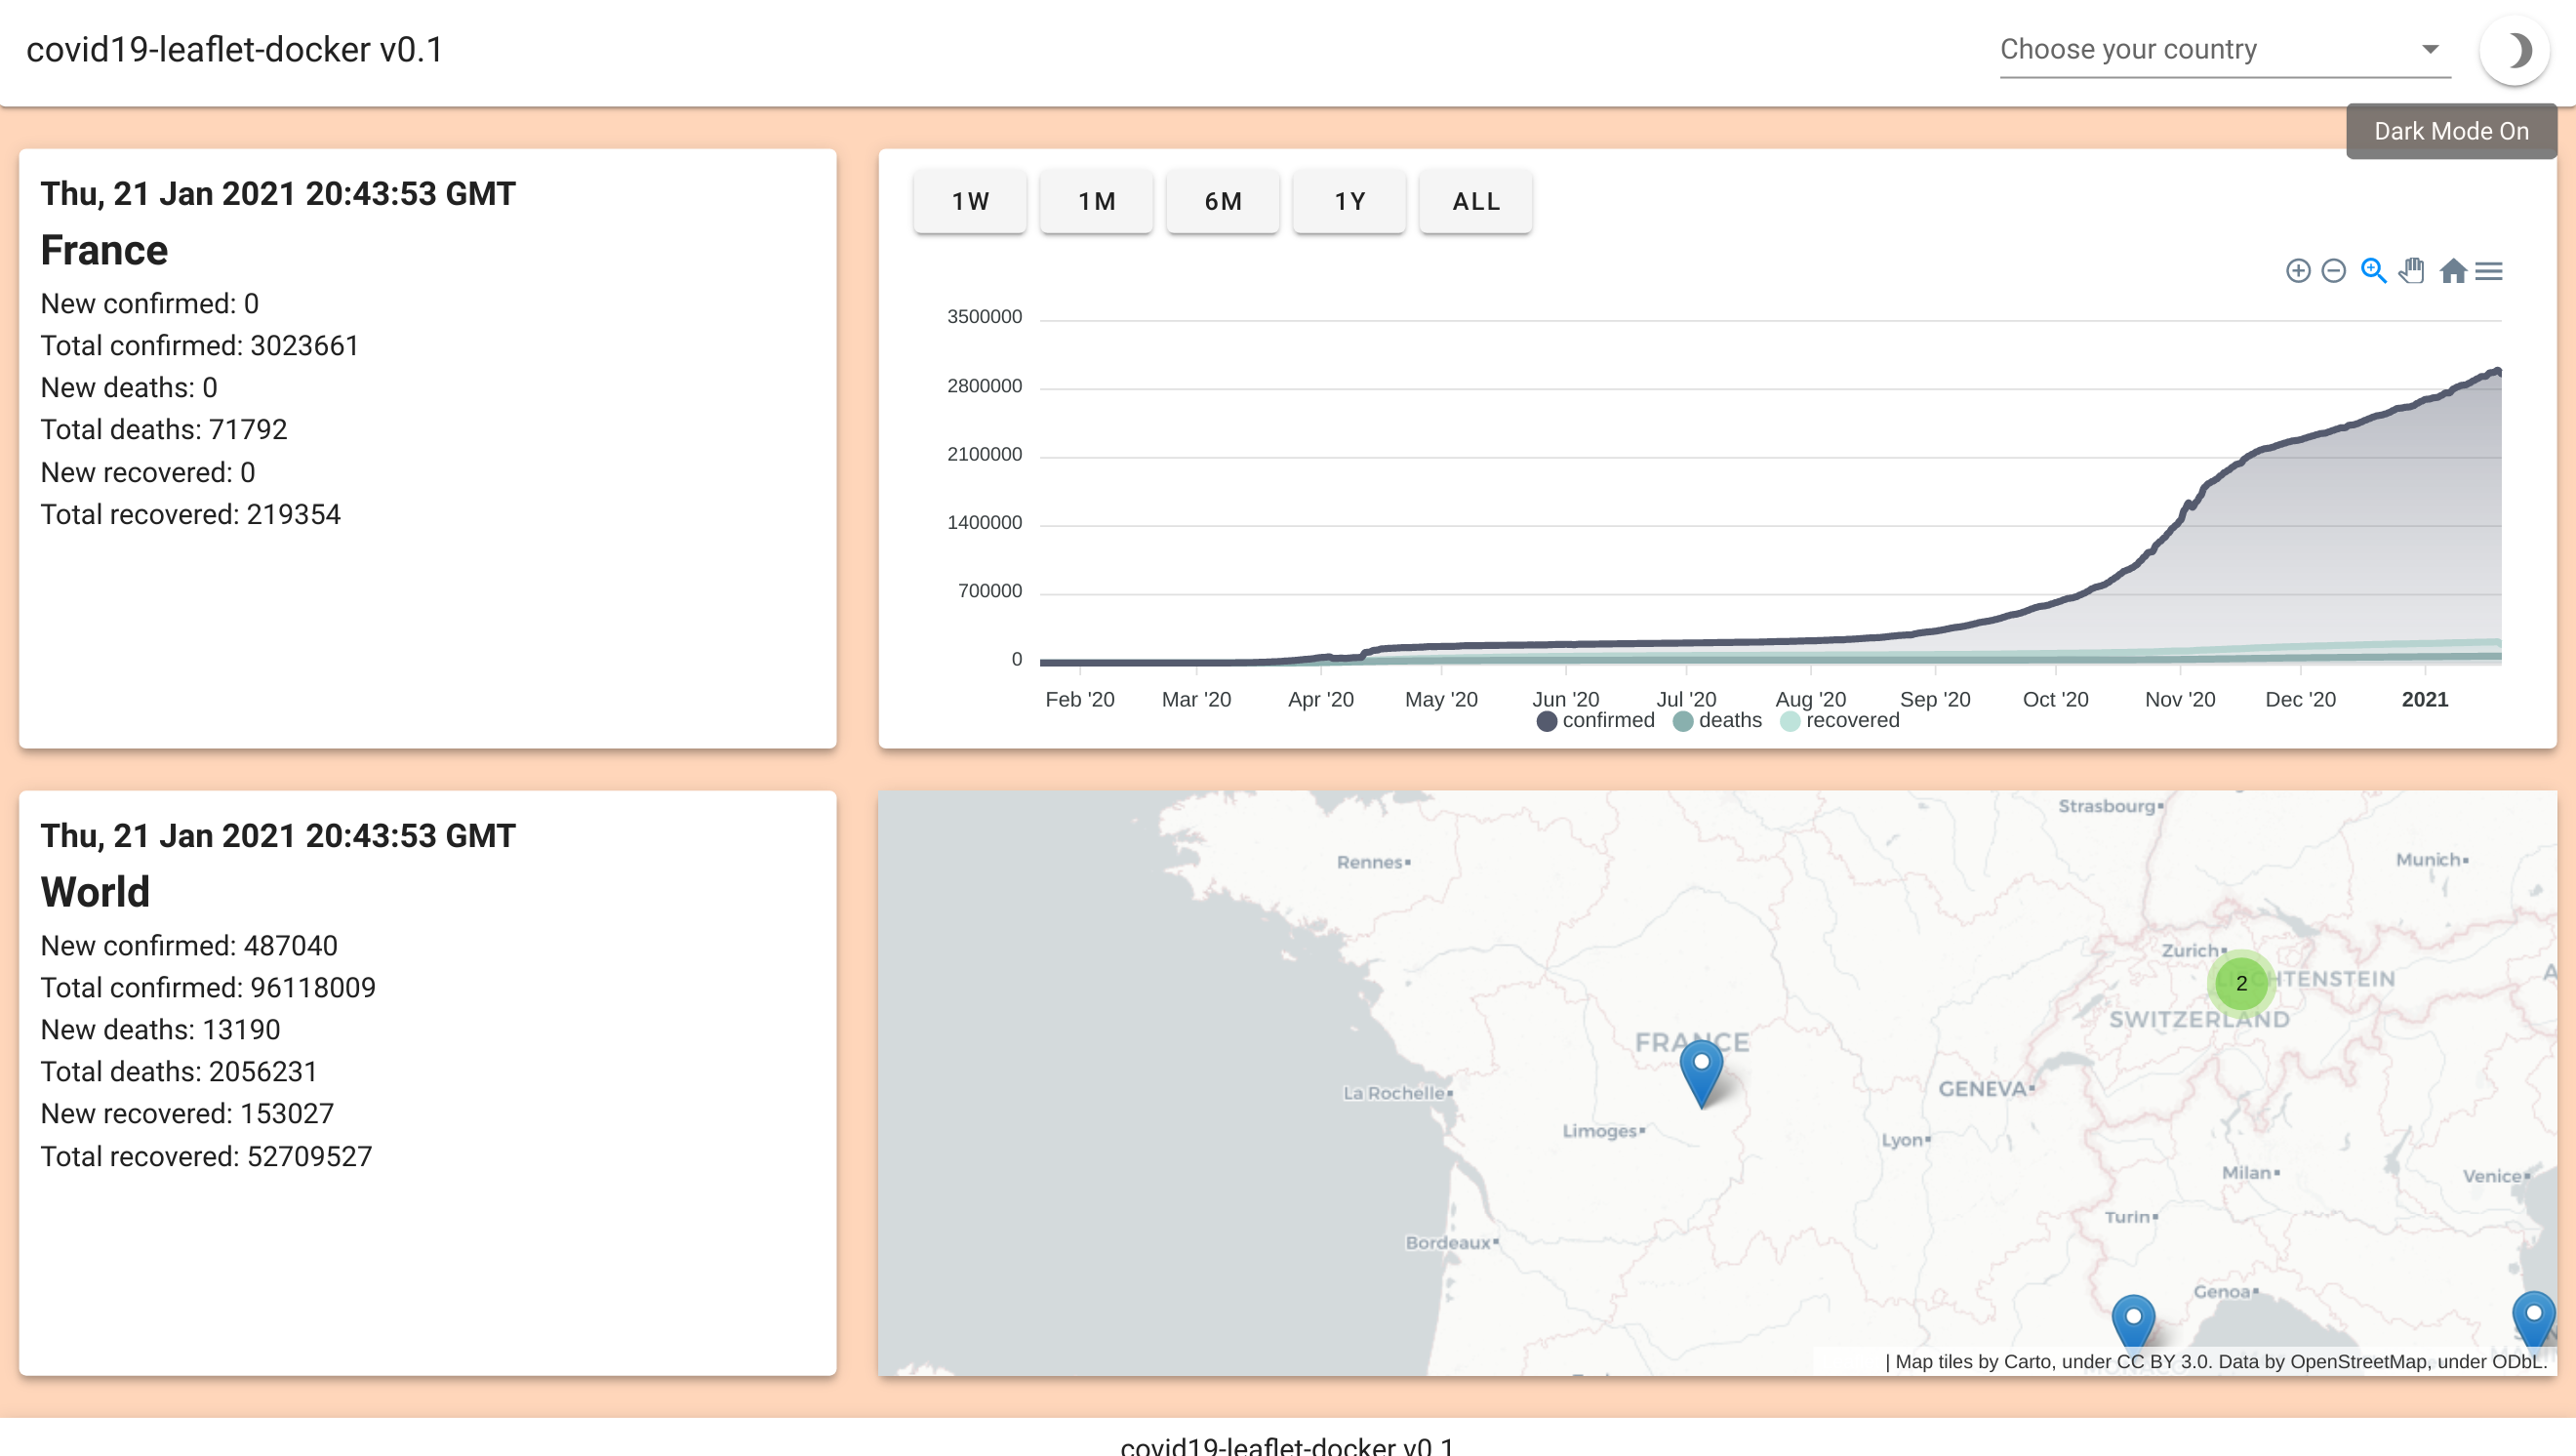 covid19-leaflet-docker v0.1
Choose your country
Dark Mode On
Thu, 21 Jan 2021 20:43:53 GMT
France
New confirmed: 0
Total confirmed: 3023661
New deaths: 0
Total deaths: 71792
New recovered: 0
Total recovered: 219354
1W 1M 6M 1Y ALL
3500000
2800000
2100000
1400000
700000
0
Feb '20 Mar '20 Apr '20 May '20 Jun '20 Jul '20 Aug '20 Sep '20 Oct '20 Nov '20 Dec '20 2021
confirmed deaths recovered
Thu, 21 Jan 2021 20:43:53 GMT
World
New confirmed: 487040
Total confirmed: 96118009
New deaths: 13190
Total deaths: 2056231
New recovered: 153027
Total recovered: 52709527
Strasbourg
Rennes
Munich
Zurich
2
SWITZERLAND
FRANCE
GENEVA
La Rochelle
Limoges
Lyon
Milan
Venice
Turin
Bordeaux
Genoa
| Map tiles by Carto, under CC BY 3.0. Data by OpenStreetMap, under ODbL.
covid19-leaflet-docker v0.1